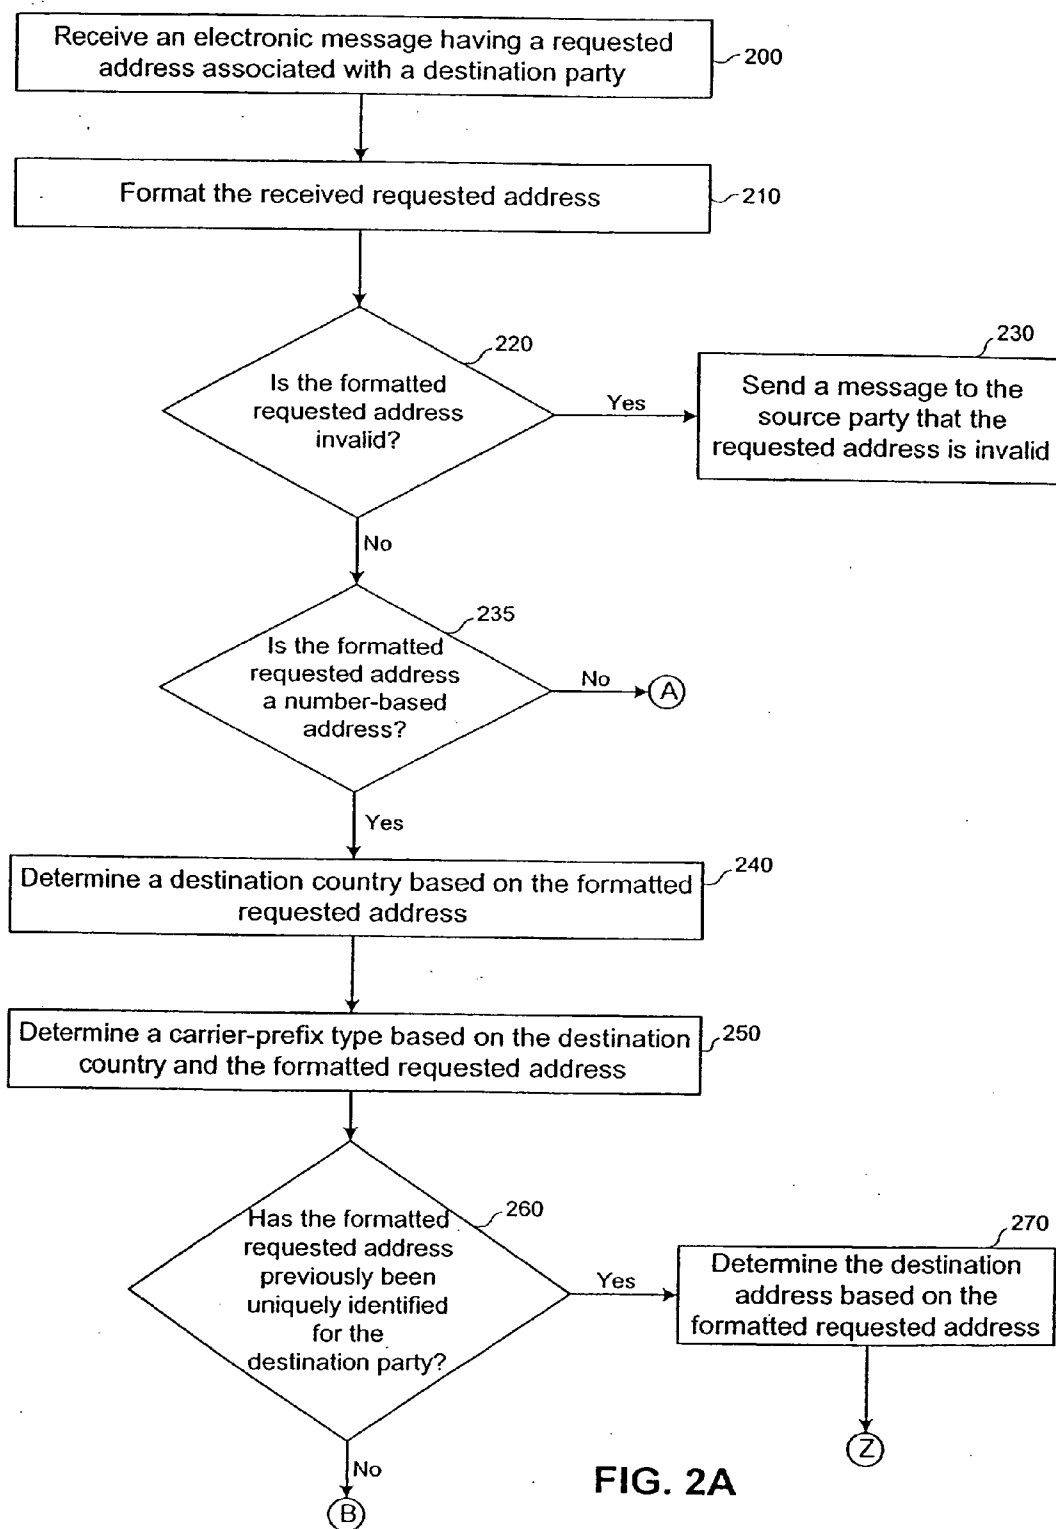 Receive an electronic message having a requested
address associated with a destination party
200
Format the received requested address
210
220
Is the formatted
requested address
invalid?
Yes
230
Send a message to the
source party that the
requested address is invalid
No
235
Is the formatted
requested address
a number-based
address?
No
A
Yes
240
Determine a destination country based on the formatted
requested address
Determine a carrier-prefix type based on the destination
country and the formatted requested address
250
260
Has the formatted
requested address
previously been
uniquely identified
for the
destination party?
Yes
270
Determine the destination
address based on the
formatted requested address
Z
No
B
FIG. 2A